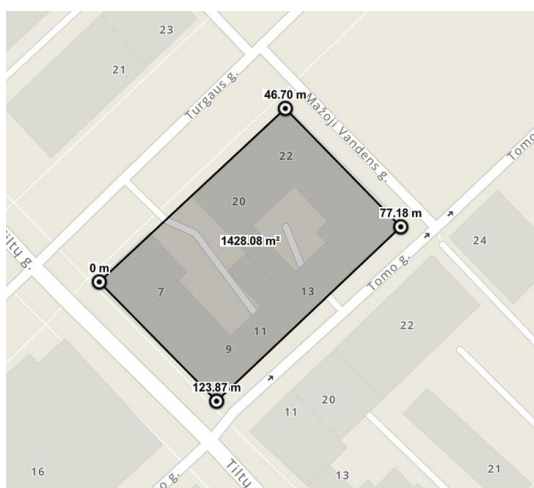 23
21
Turgaus g.
46.70 m
Mažoji Vandens g.
Tomo
22
20
77.18 m
1428.08 m²
24
Tiltų g.
0 m
7
13
Tomo g.
11
22
9
123.87 m
20
11
16
Tiltų
g.
13
21